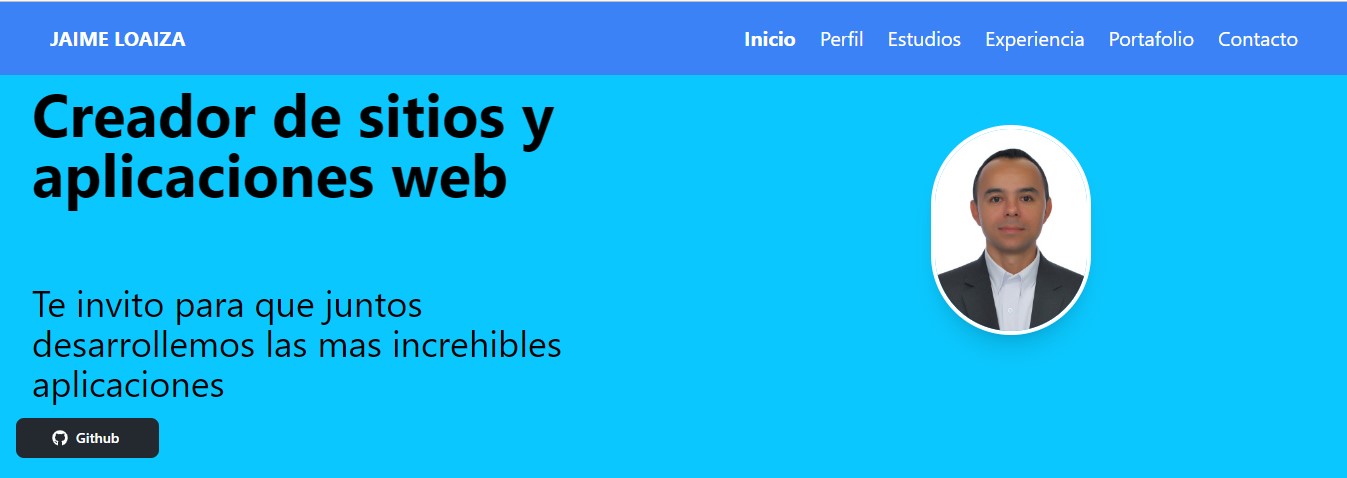 JAIME LOAIZA
Inicio Perfil Estudios Experiencia Portafolio Contacto
Creador de sitios y
aplicaciones web
Te invito para que juntos
desarrollemos las mas increhibles
aplicaciones
Github